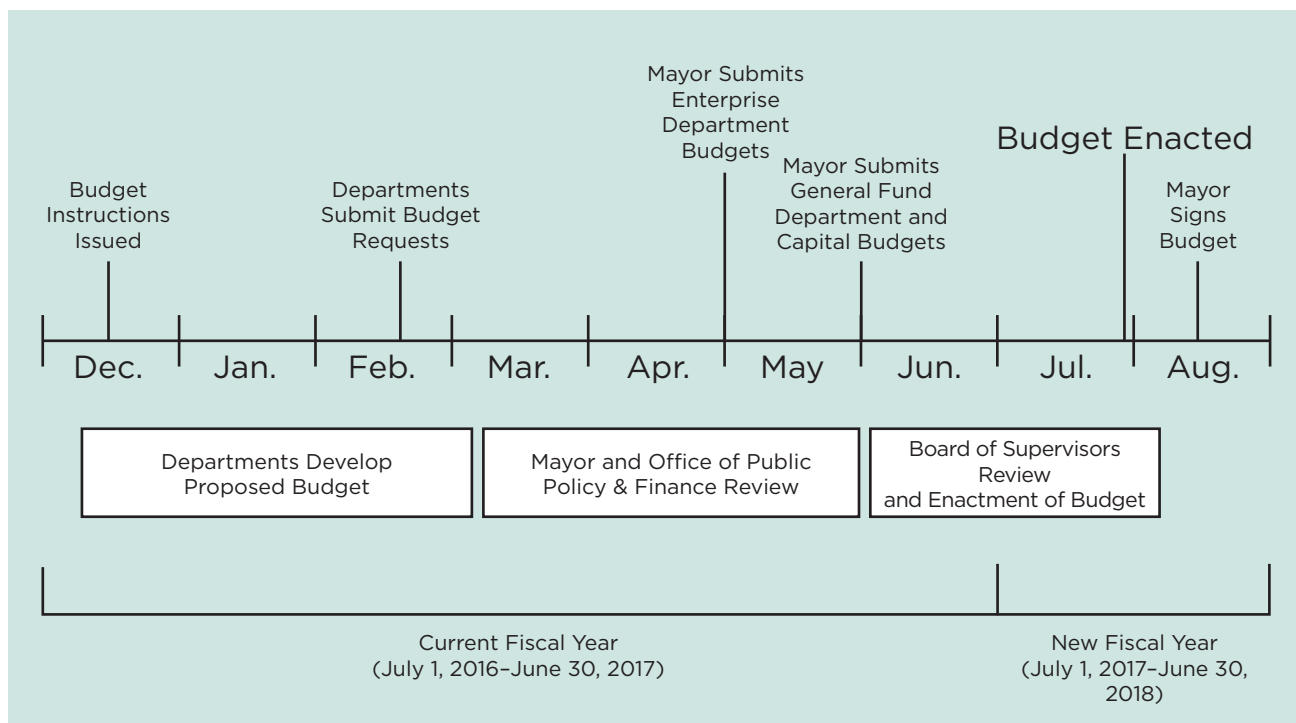 Mayor Submits
Enterprise
Department
Budgets
Budget Enacted
Mayor Submits
General Fund
Department and
Capital Budgets
Budget
Instructions
Issued
Departments
Submit Budget
Requests
Mayor
Signs
Budget
Dec. Jan. Feb. Mar. Apr. May Jun. Jul. Aug.
Departments Develop
Proposed Budget
Mayor and Office of Public
Policy & Finance Review
Board of Supervisors
Review
and Enactment of Budget
Current Fiscal Year
(July 1, 2016–June 30, 2017)
New Fiscal Year
(July 1, 2017–June 30,
2018)